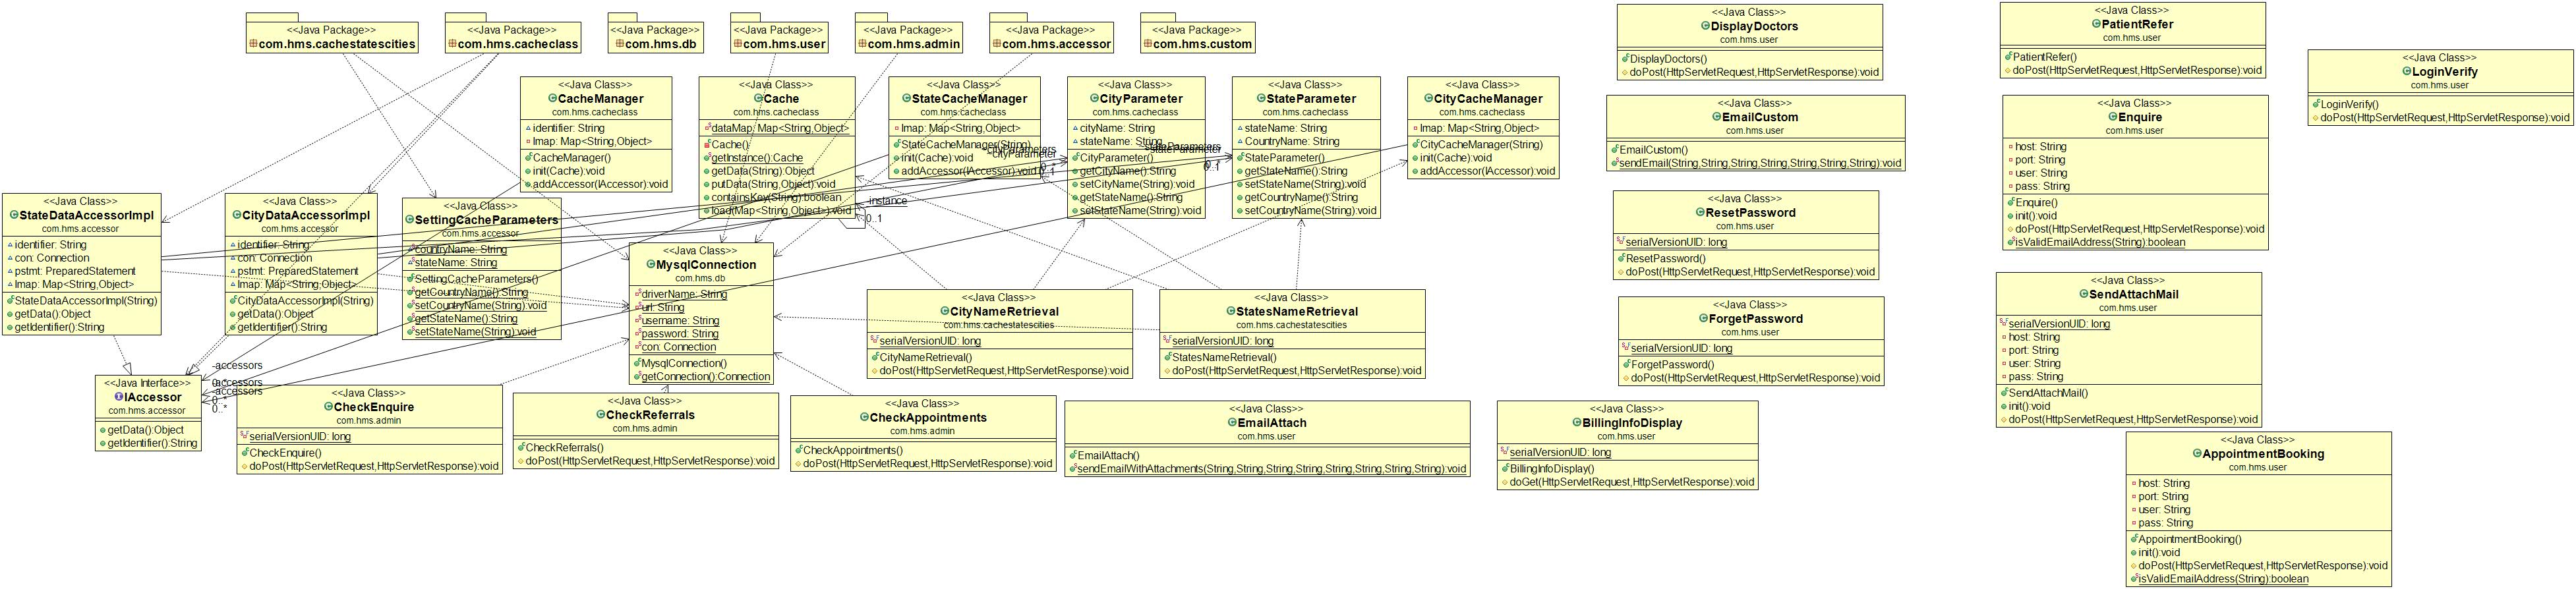 <<Java Package>>
com.hms.cachestatescities
<<Java Package>>
com.hms.cacheclass
<<Java Package>>
com.hms.db
<<Java Package>>
com.hms.user
<<Java Package>>
com.hms.admin
<<Java Package>>
com.hms.accessor
<<Java Package>>
com.hms.custom
<<Java Class>>
DisplayDoctors
com.hms.user
DisplayDoctors()
doPost(HttpServletRequest,HttpServletResponse):void
<<Java Class>>
PatientRefer
com.hms.user
PatientRefer()
doPost(HttpServletRequest,HttpServletResponse):void
<<Java Class>>
LoginVerify
com.hms.user
LoginVerify()
doPost(HttpServletRequest,HttpServletResponse):void
<<Java Class>>
CacheManager
com.hms.cacheclass
identifier: String
lmap: Map<String,Object>
CacheManager()
init(Cache):void
addAccessor(IAccessor):void
<<Java Class>>
Cache
com.hms.cacheclass
dataMap: Map<String,Object>
Cache()
getInstance():Cache
getData(String):Object
putData(String,Object):void
containsKey(String):boolean
load(Map<String,Object>):void
-instance
0..1
<<Java Class>>
StateCacheManager
com.hms.cacheclass
lmap: Map<String,Object>
StateCacheManager(String)
init(Cache):void
addAccessor(IAccessor):void
<<Java Class>>
CityParameter
com.hms.cacheclass
cityName: String
stateName: String
CityParameter()
getCityName():String
setCityName(String):void
getStateName():String
setStateName(String):void
~cityParameters
~cityParameter
0..*
0..1
<<Java Class>>
StateParameter
com.hms.cacheclass
stateName: String
CountryName: String
StateParameter()
getStateName():String
setStateName(String):void
getCountryName():String
setCountryName(String):void
~stateParameter
0..1
<<Java Class>>
CityCacheManager
com.hms.cacheclass
lmap: Map<String,Object>
CityCacheManager(String)
init(Cache):void
addAccessor(IAccessor):void
<<Java Class>>
EmailCustom
com.hms.user
EmailCustom()
sendEmail(String,String,String,String,String,String,String):void
<<Java Class>>
Enquire
com.hms.user
host: String
port: String
user: String
pass: String
Enquire()
init():void
doPost(HttpServletRequest,HttpServletResponse):void
isValidEmailAddress(String):boolean
<<Java Class>>
StateDataAccessorImpl
com.hms.accessor
identifier: String
con: Connection
pstmt: PreparedStatement
lmap: Map<String,Object>
StateDataAccessorImpl(String)
getData():Object
getIdentifier():String
<<Java Class>>
CityDataAccessorImpl
com.hms.accessor
identifier: String
con: Connection
pstmt: PreparedStatement
lmap: Map<String,Object>
CityDataAccessorImpl(String)
getData():Object
getIdentifier():String
<<Java Class>>
SettingCacheParameters
com.hms.accessor
countryName: String
stateName: String
SettingCacheParameters()
getCountryName():String
setCountryName(String):void
getStateName():String
setStateName(String):void
<<Java Class>>
MysqlConnection
com.hms.db
driverName: String
url: String
username: String
password: String
con: Connection
MysqlConnection()
getConnection():Connection
<<Java Class>>
CityNameRetrieval
com.hms.cachestatescities
serialVersionUID: long
CityNameRetrieval()
doPost(HttpServletRequest,HttpServletResponse):void
<<Java Class>>
StatesNameRetrieval
com.hms.cachestatescities
serialVersionUID: long
StatesNameRetrieval()
doPost(HttpServletRequest,HttpServletResponse):void
<<Java Class>>
ResetPassword
com.hms.user
serialVersionUID: long
ResetPassword()
doPost(HttpServletRequest,HttpServletResponse):void
<<Java Class>>
ForgetPassword
com.hms.user
serialVersionUID: long
ForgetPassword()
doPost(HttpServletRequest,HttpServletResponse):void
<<Java Class>>
SendAttachMail
com.hms.user
serialVersionUID: long
host: String
port: String
user: String
pass: String
SendAttachMail()
init():void
doPost(HttpServletRequest,HttpServletResponse):void
<<Java Interface>>
IAccessor
com.hms.accessor
getData():Object
getIdentifier():String
-accessors
-accessors
-accessors
0..*
0..*
<<Java Class>>
CheckEnquire
com.hms.admin
serialVersionUID: long
CheckEnquire()
doPost(HttpServletRequest,HttpServletResponse):void
<<Java Class>>
CheckReferrals
com.hms.admin
CheckReferrals()
doPost(HttpServletRequest,HttpServletResponse):void
<<Java Class>>
CheckAppointments
com.hms.admin
CheckAppointments()
doPost(HttpServletRequest,HttpServletResponse):void
<<Java Class>>
EmailAttach
com.hms.user
EmailAttach()
sendEmailWithAttachments(String,String,String,String,String,String,String,String):void
<<Java Class>>
BillingInfoDisplay
com.hms.user
serialVersionUID: long
BillingInfoDisplay()
doGet(HttpServletRequest,HttpServletResponse):void
<<Java Class>>
AppointmentBooking
com.hms.user
host: String
port: String
user: String
pass: String
AppointmentBooking()
init():void
doPost(HttpServletRequest,HttpServletResponse):void
isValidEmailAddress(String):boolean